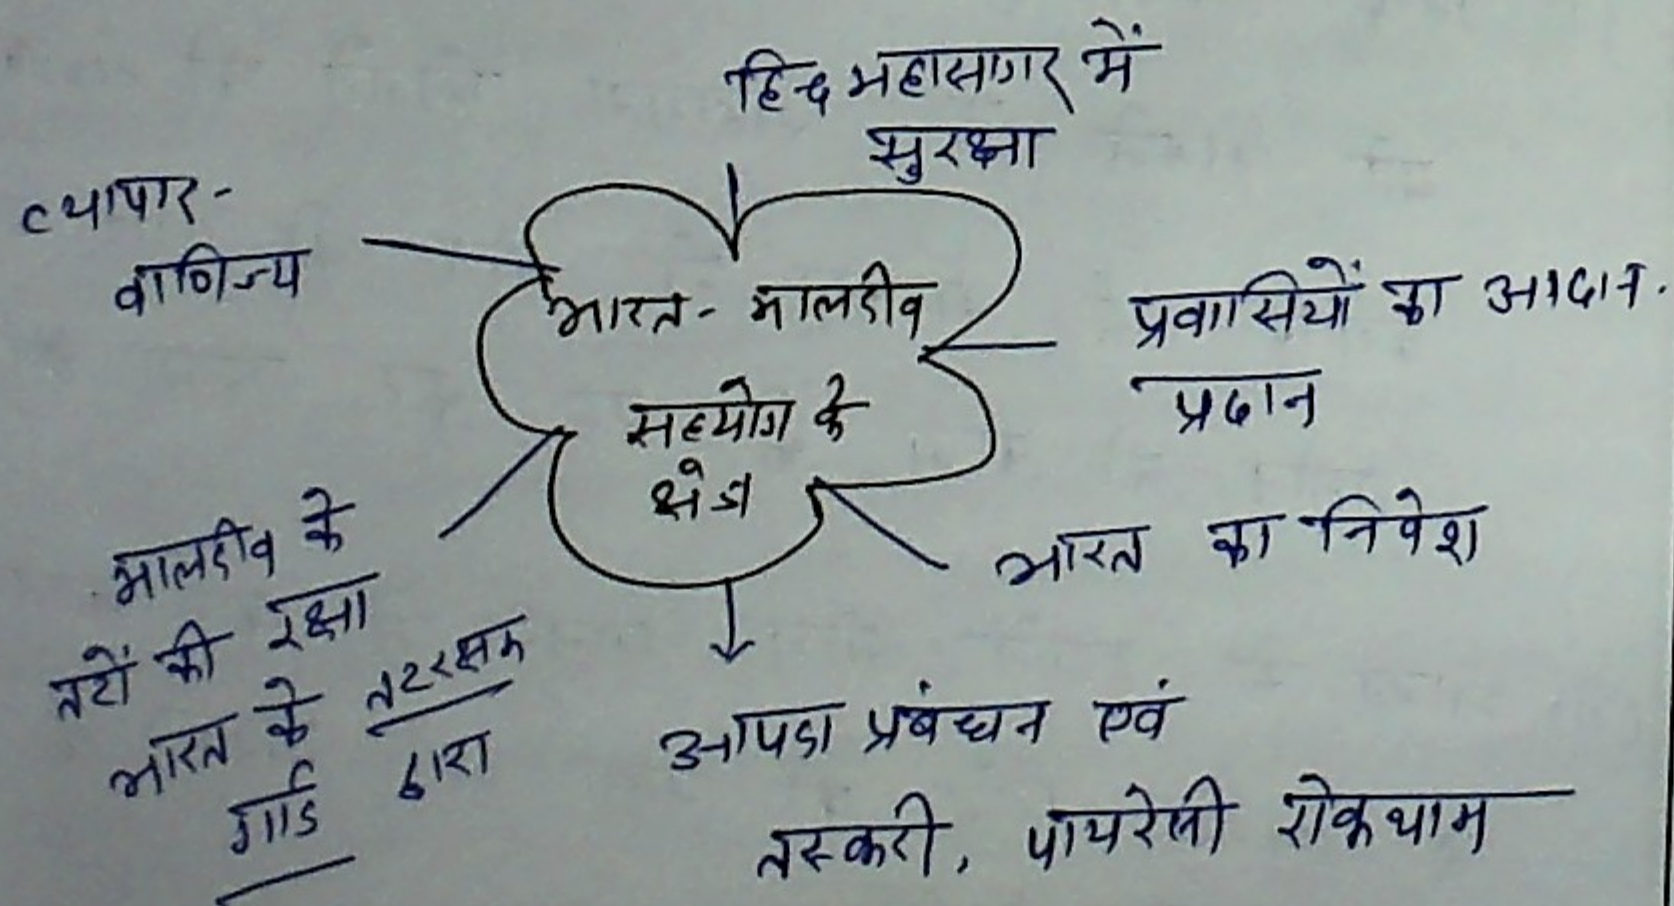 हिन्द महासागर में
सुरक्षा
व्यापार-
वाणिज्य
भारत- मालदीव
सहयोग के
क्षेत्र
प्रवासियों का आदान-
प्रदान
भारत का निवेश
मालदीव के
तटों की रक्षा
भारत के तटरक्षक
गार्ड द्वारा
आपदा प्रबंधन एवं
तस्करी, पायरेसी रोकथाम